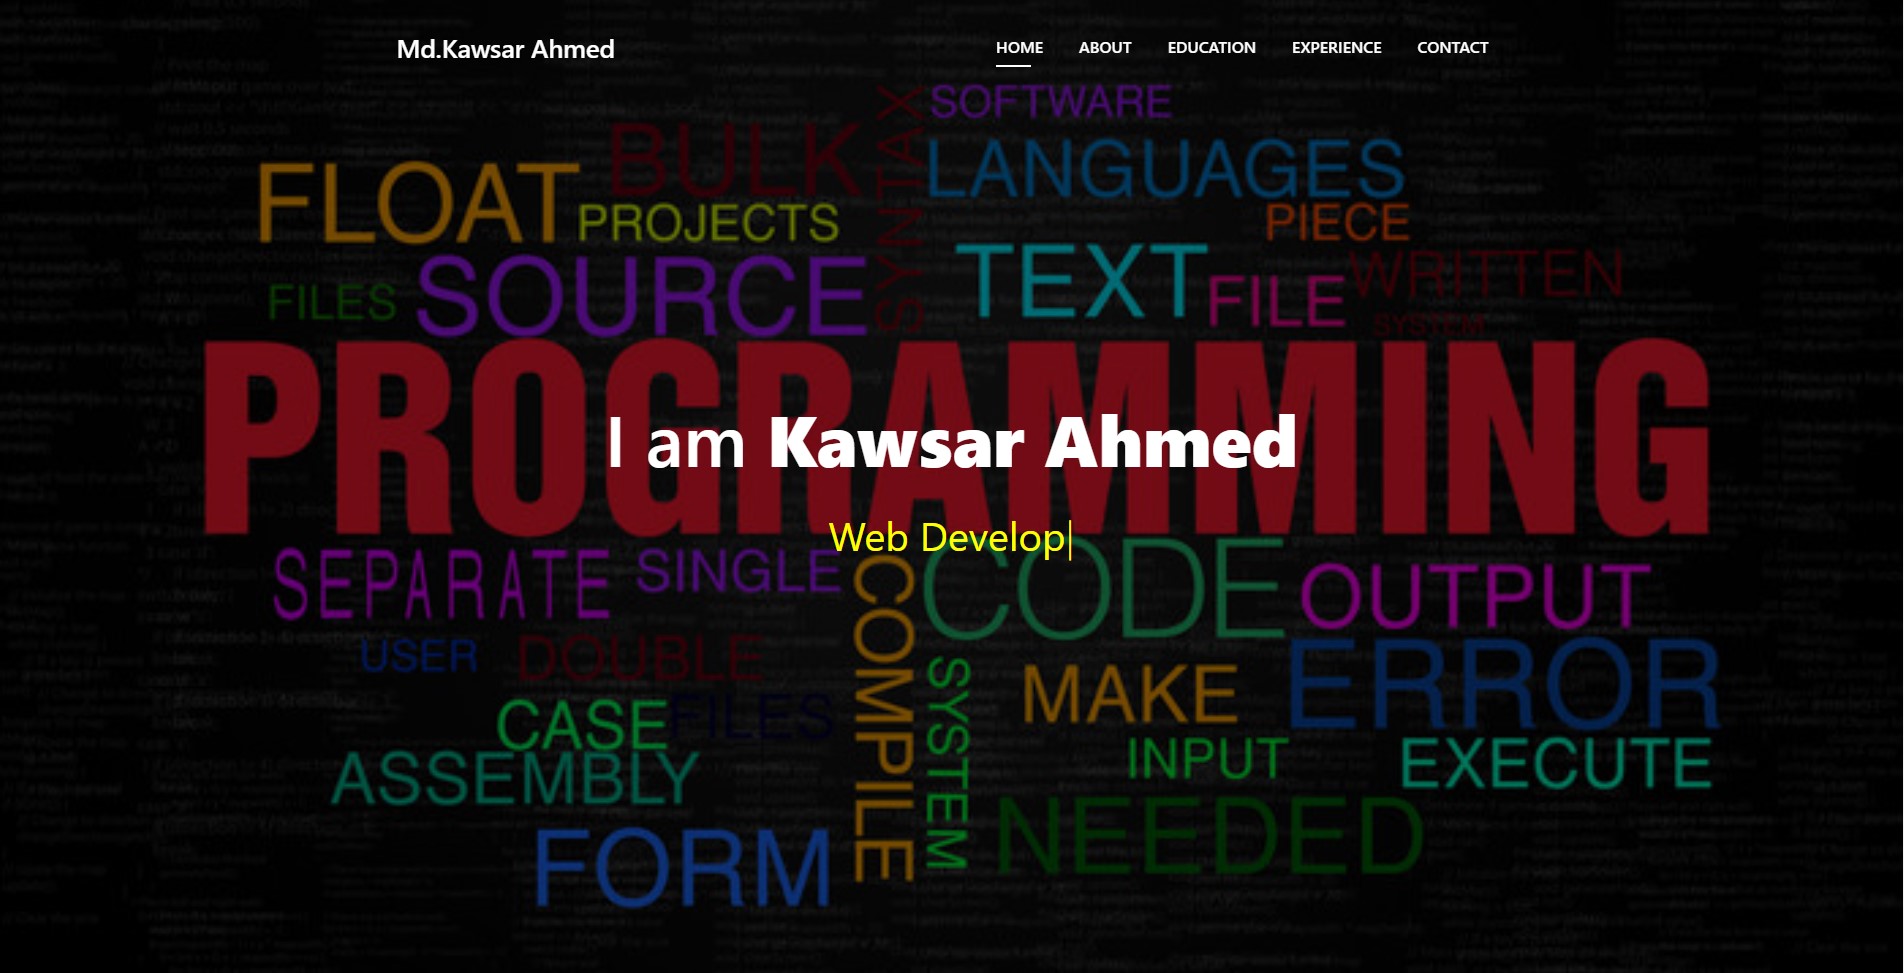 Md.Kawsar Ahmed
HOME ABOUT EDUCATION EXPERIENCE CONTACT
SOFTWARE
BULK
SYNTAX
LANGUAGES
FLOAT
PROJECTS
PIECE
TEXT
WRITTEN
SOURCE
FILE
FILES
SYSTEM
PROGRAMMING
I am Kawsar Ahmed
Web Develop
SEPARATE
SINGLE
COMPILE
CODE
OUTPUT
USER
DOUBLE
ERROR
SYSTEM
MAKE
CASE
FILES
INPUT
EXECUTE
ASSEMBLY
NEEDED
FORM